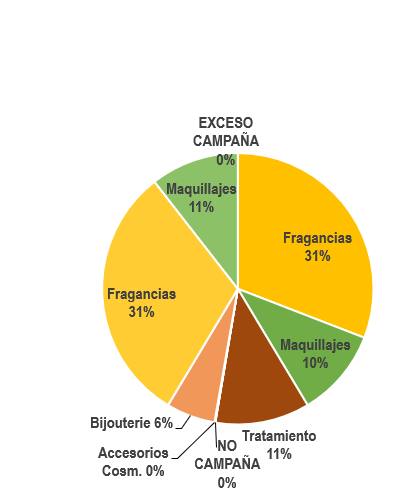 EXCESO
CAMPAÑA
0%
Maquillajes
11%
Fragancias
31%
Fragancias
31%
Maquillajes
10%
Bijouterie 6%
Tratamiento
11%
Accesorios
Cosm. 0%
NO
CAMPAÑA
0%